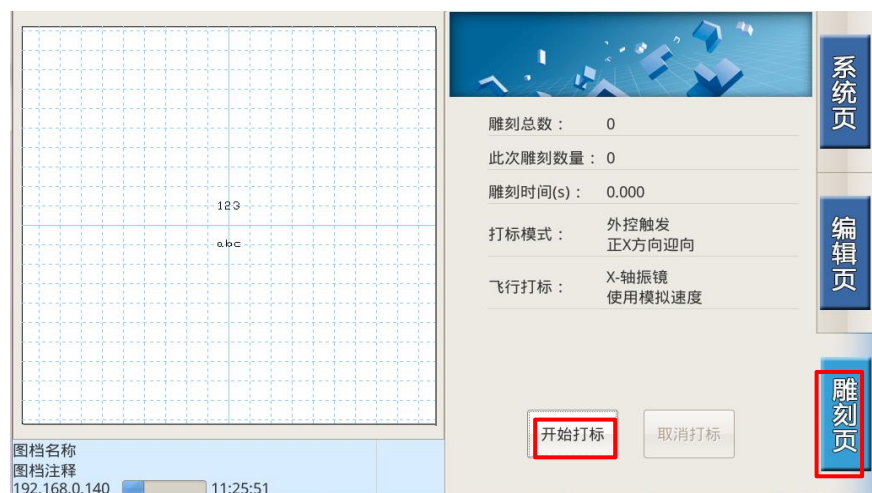 123
abc
雕刻总数： 0
此次雕刻数量： 0
雕刻时间(s)： 0.000
打标模式： 外控触发
正X方向迎向
飞行打标： X-轴振镜
使用模拟速度
开始打标 取消打标
图档名称
图档注释
192.168.0.140 11:25:51
系统页
编辑页
雕刻页